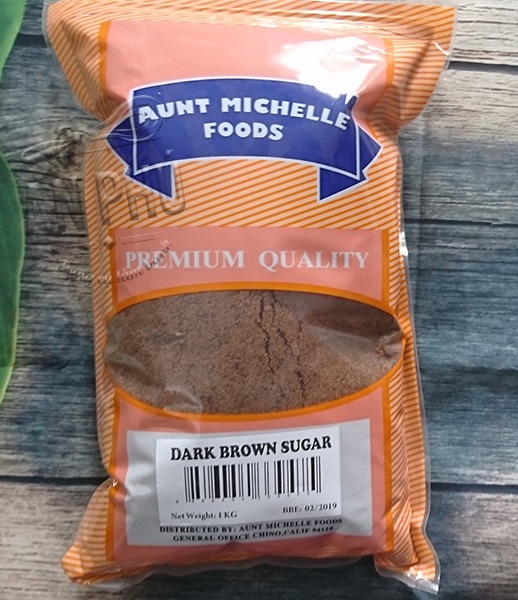 AUNT MICHELLE
FOODS
PREMIUM QUALITY
DARK BROWN SUGAR
Net Weight: 1 KG
BBE: 02/2019
DISTRIBUTED BY: AUNT MICHELLE FOODS
GENERAL OFFICE CHINO,CALIF 94110